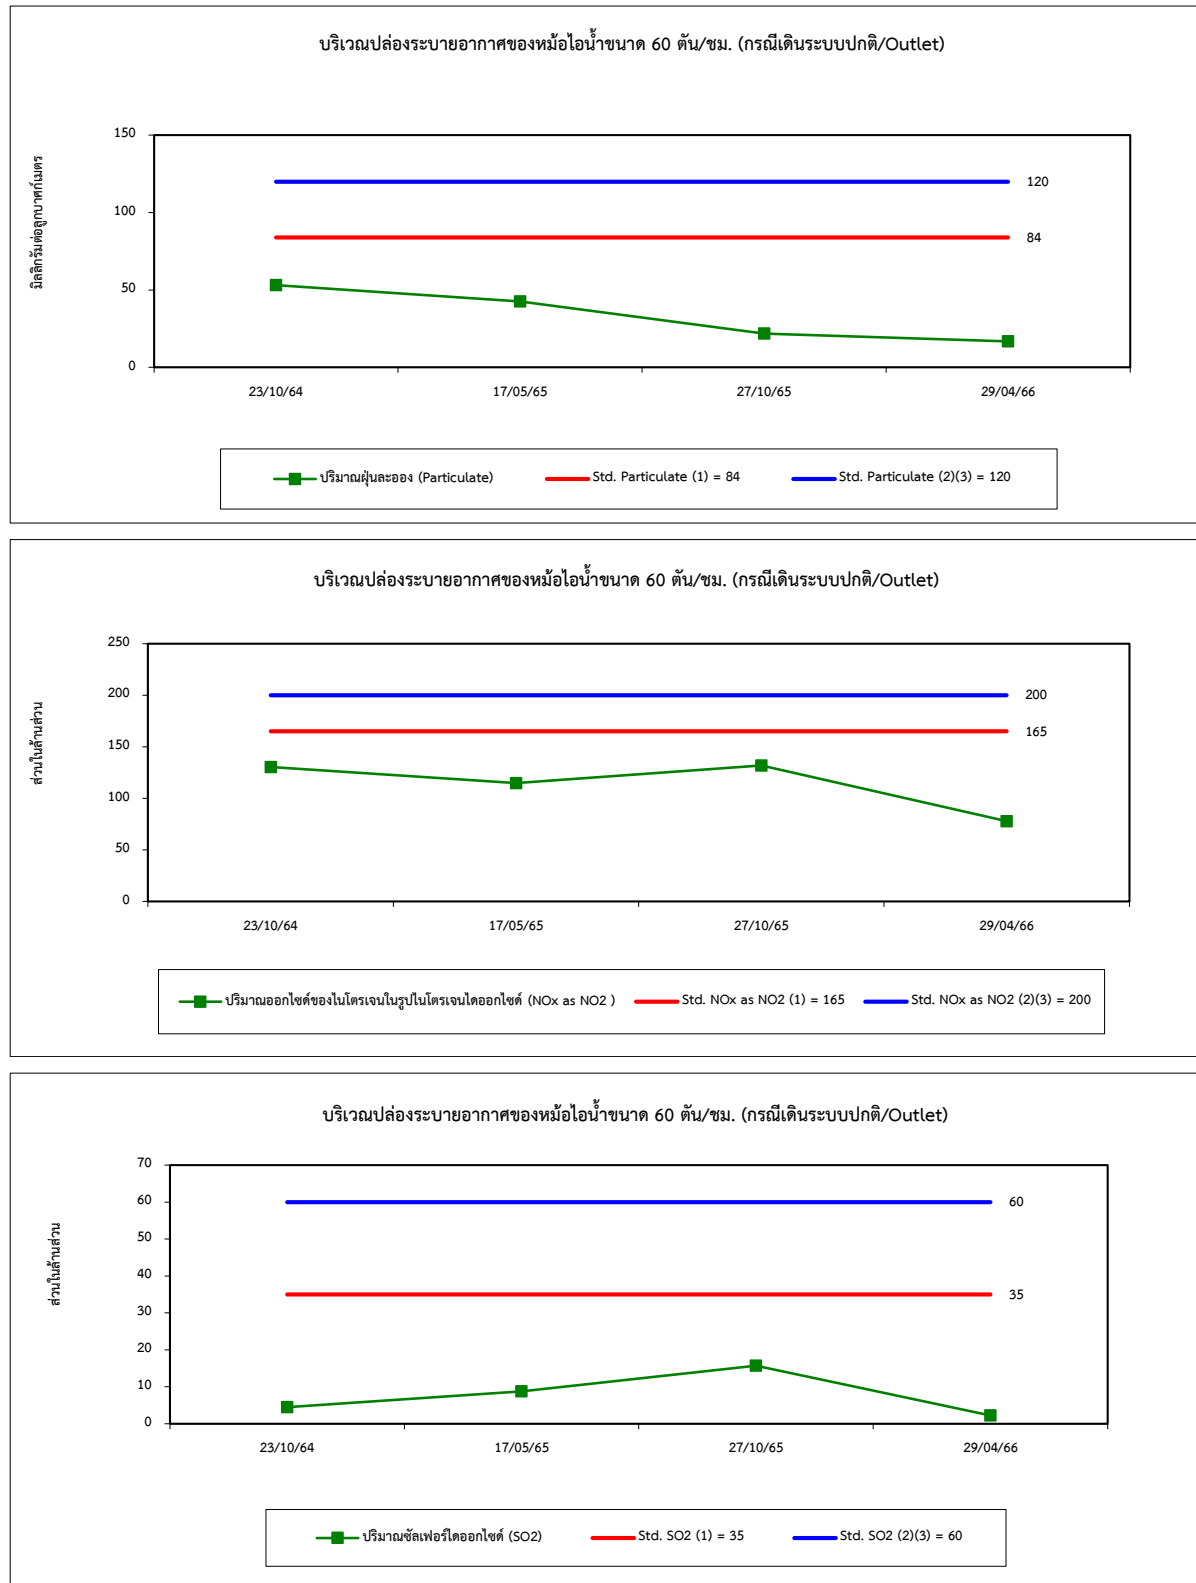 บริเวณปล่องระบายอากาศของหม้อไอน้ำขนาด 60 ตัน/ชม. (กรณีเดินระบบปกติ/Outlet)
มิลลิกรัมต่อลูกบาศก์เมตร
150
100
50
0
120
84
23/10/64 17/05/65 27/10/65 29/04/66
ปริมาณฝุ่นละออง (Particulate) Std. Particulate (1) = 84 Std. Particulate (2)(3) = 120
บริเวณปล่องระบายอากาศของหม้อไอน้ำขนาด 60 ตัน/ชม. (กรณีเดินระบบปกติ/Outlet)
ส่วนในล้านส่วน
250
200
150
100
50
0
200
165
23/10/64 17/05/65 27/10/65 29/04/66
ปริมาณออกไซด์ของไนโตรเจนในรูปไนโตรเจนไดออกไซด์ (NOx as NO2 ) Std. NOx as NO2 (1) = 165 Std. NOx as NO2 (2)(3) = 200
บริเวณปล่องระบายอากาศของหม้อไอน้ำขนาด 60 ตัน/ชม. (กรณีเดินระบบปกติ/Outlet)
ส่วนในล้านส่วน
70
60
50
40
30
20
10
0
60
35
23/10/64 17/05/65 27/10/65 29/04/66
ปริมาณซัลเฟอร์ไดออกไซด์ (SO2) Std. SO2 (1) = 35 Std. SO2 (2)(3) = 60